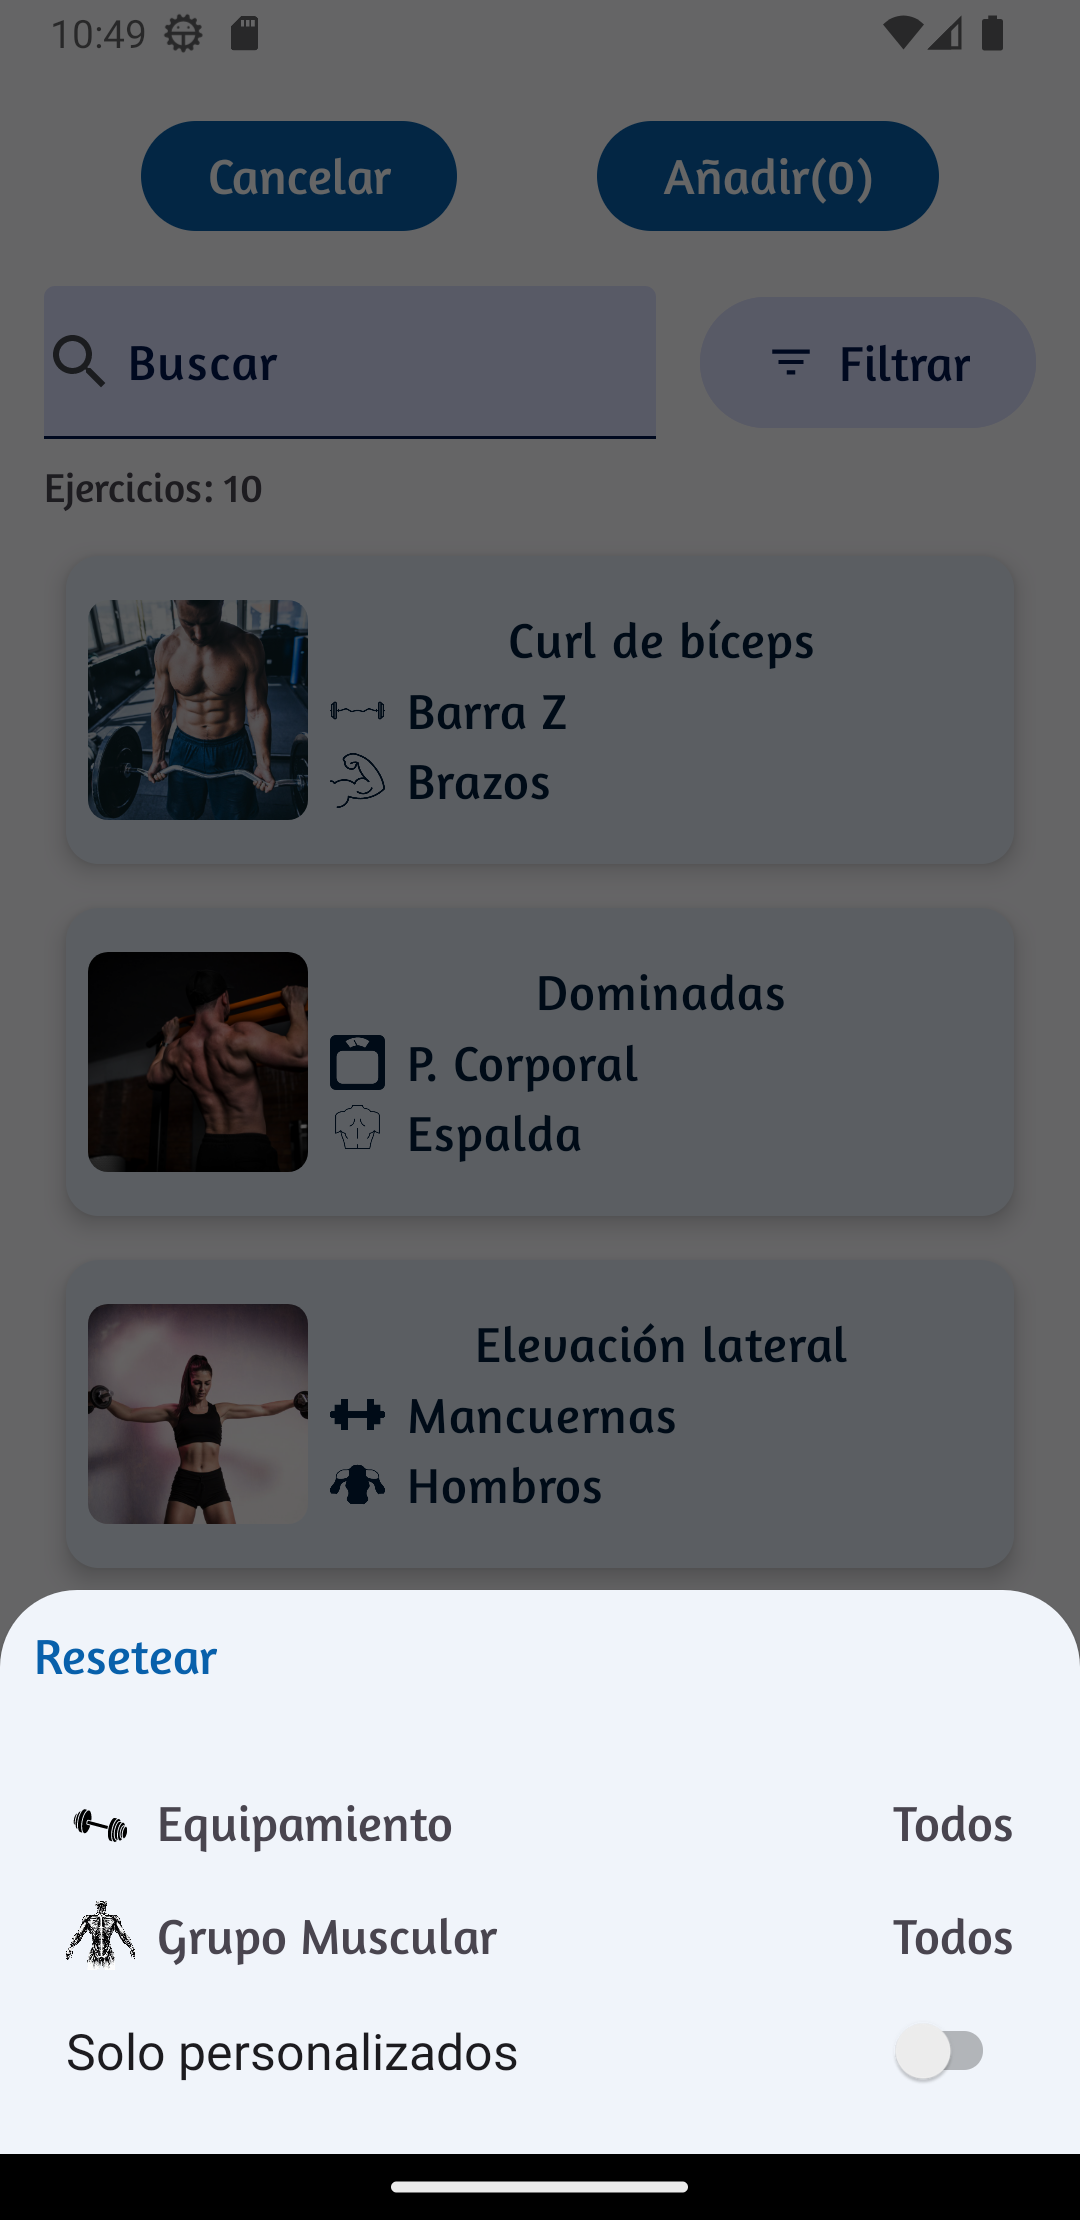 10:49
Cancelar
Añadir(0)
Buscar
Filtrar
Ejercicios: 10
Curl de bíceps
Barra Z
Brazos
Dominadas
P. Corporal
Espalda
Elevación lateral
Mancuernas
Hombros
Resetear
Equipamiento Todos
Grupo Muscular Todos
Solo personalizados